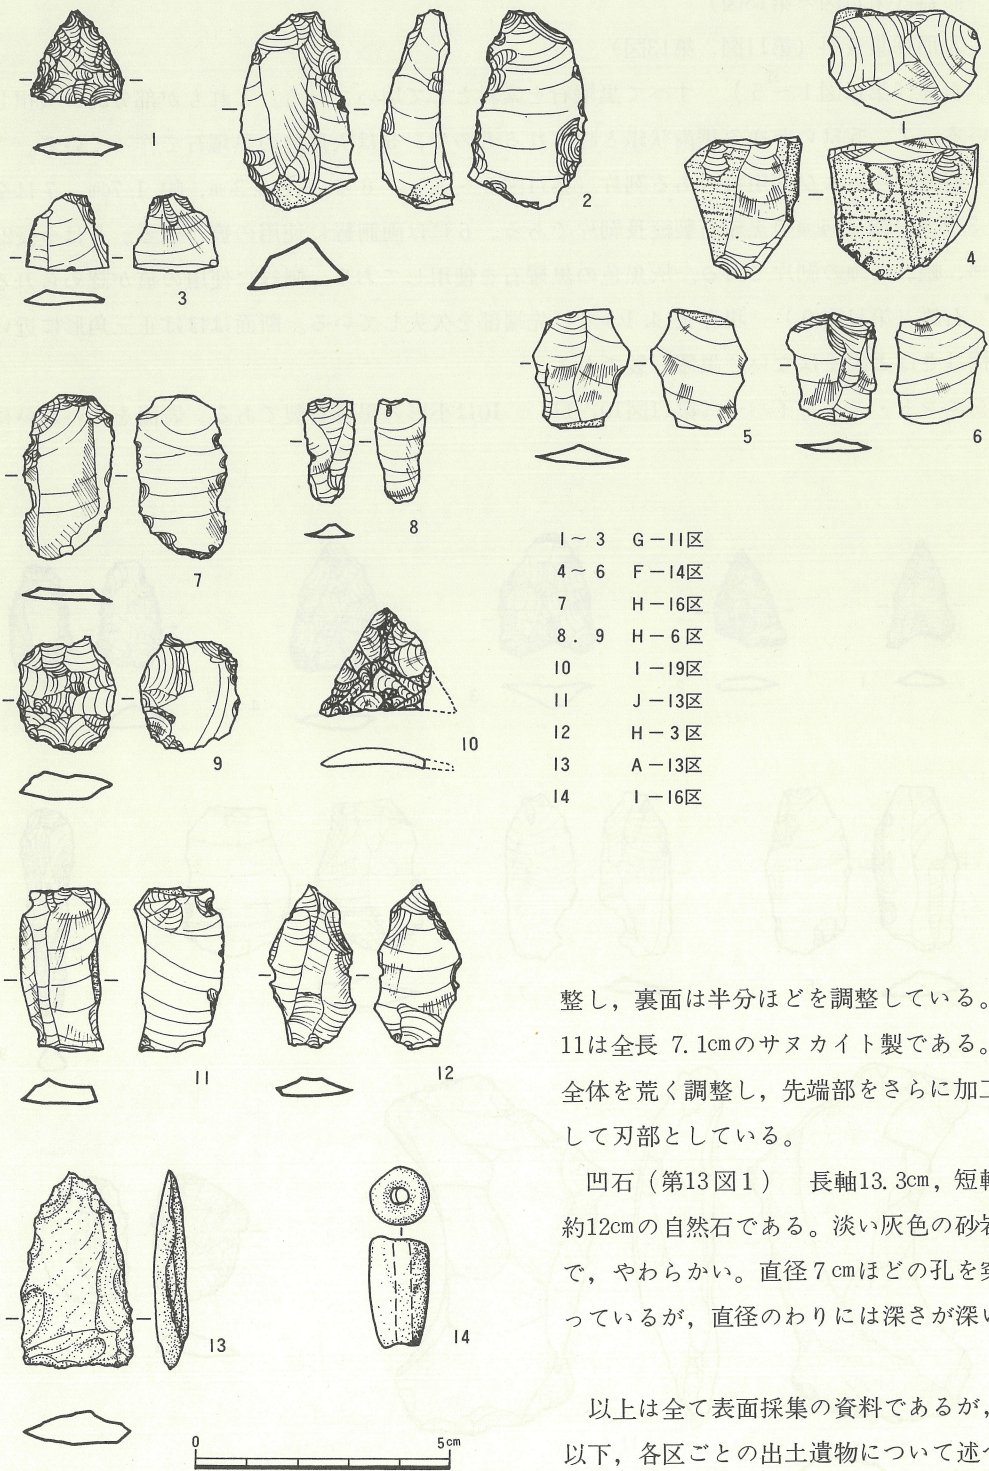 1
2
3
4
5
6
7
8
9
10
11
12
13
14
1～3 G－11区
4～6 F－14区
7 H－16区
8．9 H－6区
10 I－19区
11 J－13区
12 H－3区
13 A－13区
14 I－16区
整し，裏面は半分ほどを調整している。
11は全長 7.1cmのサヌカイト製である。
全体を荒く調整し，先端部をさらに加工
して刃部としている。
凹石（第13図1） 長軸13.3cm，短軸
約12cmの自然石である。淡い灰色の砂岩
で，やわらかい。直径7cmほどの孔を穿
っているが，直径のわりには深さが深い
以上は全て表面採集の資料であるが，
以下，各区ごとの出土遺物について述べ
0 5cm